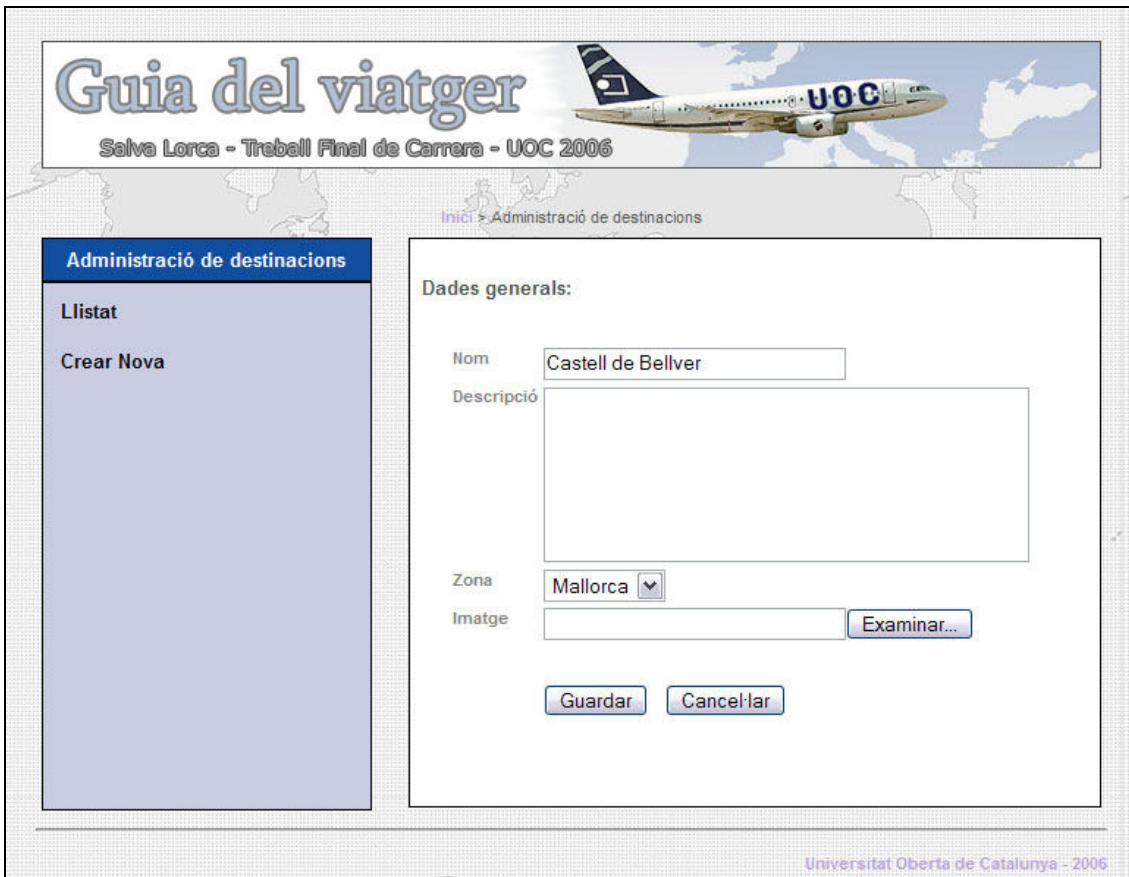 Guia del viatger
UOC
Salva Lorca - Treball Final de Carrera - UOC 2006
Inici > Administració de destinacions
Administració de destinacions
Llistat
Crear Nova
Dades generals:
Nom Castell de Bellver
Descripció
Zona Mallorca
Imatge Examinar...
Guardar Cancel·lar
Universitat Oberta de Catalunya - 2006